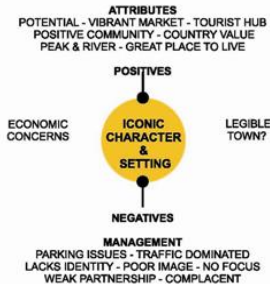 ATTRIBUTES
POTENTIAL - VIBRANT MARKET - TOURIST HUB
POSITIVE COMMUNITY - COUNTRY VALUE
PEAK & RIVER - GREAT PLACE TO LIVE
POSITIVES
ECONOMIC
CONCERNS
ICONIC
CHARACTER
&
SETTING
LEGIBLE
TOWN?
NEGATIVES
MANAGEMENT
PARKING ISSUES - TRAFFIC DOMINATED
LACKS IDENTITY - POOR IMAGE - NO FOCUS
WEAK PARTNERSHIP - COMPLACENT